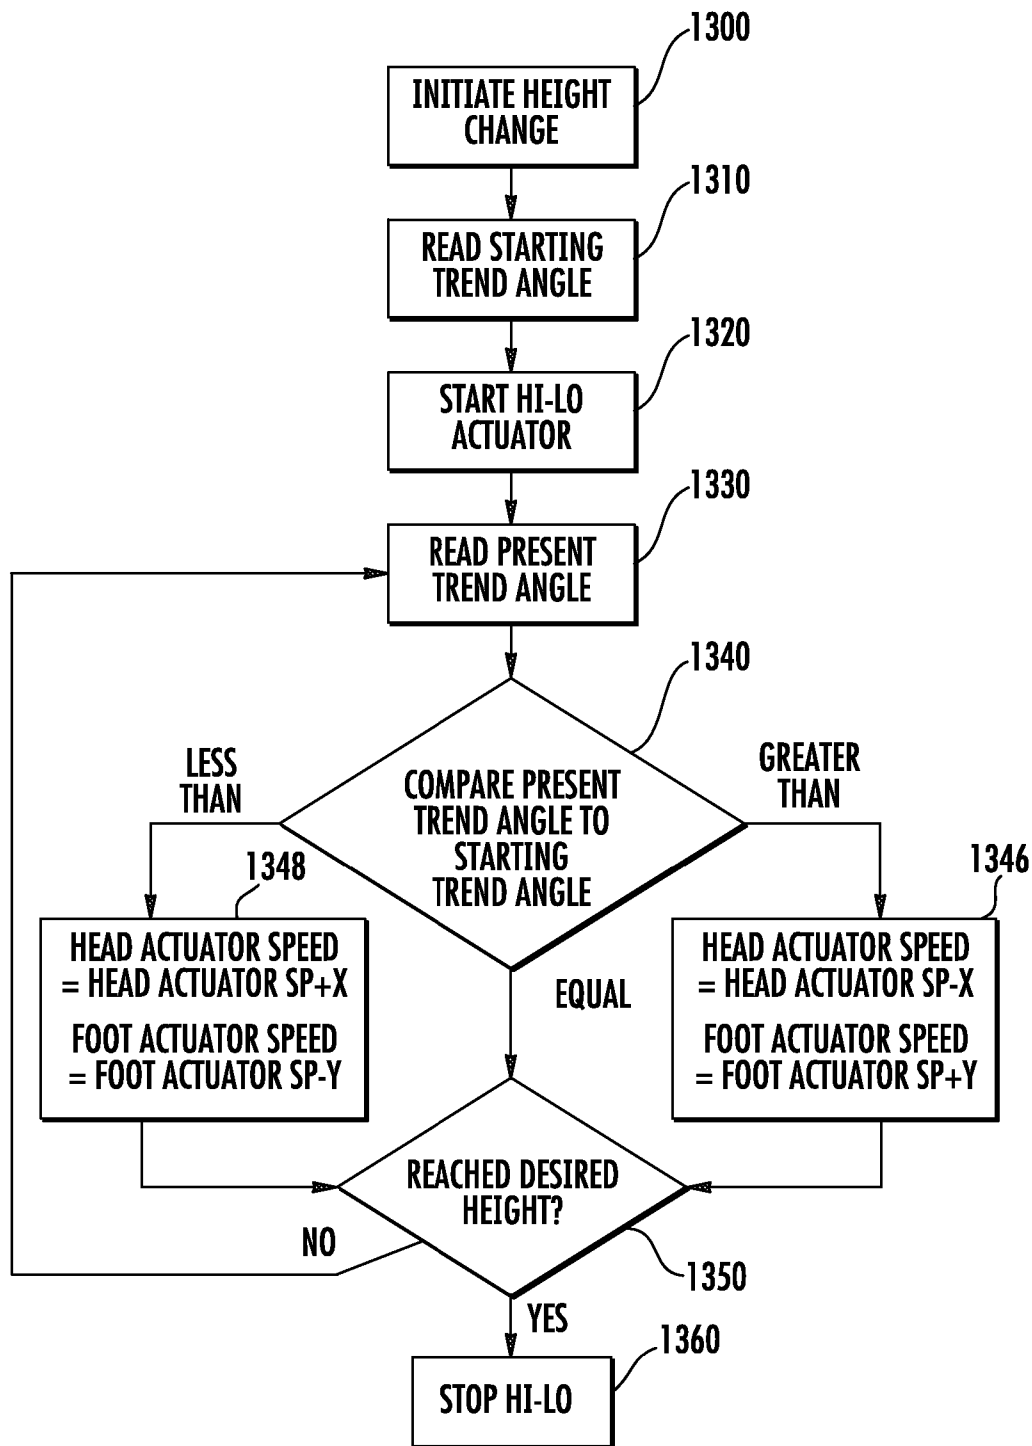 1300
INITIATE HEIGHT
CHANGE
1310
READ STARTING
TREND ANGLE
1320
START HI-LO
ACTUATOR
1330
READ PRESENT
TREND ANGLE
1340
LESS
THAN
GREATER
THAN
COMPARE PRESENT
TREND ANGLE TO
STARTING
TREND ANGLE
1348
1346
HEAD ACTUATOR SPEED
= HEAD ACTUATOR SP+X
FOOT ACTUATOR SPEED
= FOOT ACTUATOR SP-Y
EQUAL
HEAD ACTUATOR SPEED
= HEAD ACTUATOR SP-X
FOOT ACTUATOR SPEED
= FOOT ACTUATOR SP+Y
REACHED DESIRED
HEIGHT?
NO
1350
YES
1360
STOP HI-LO